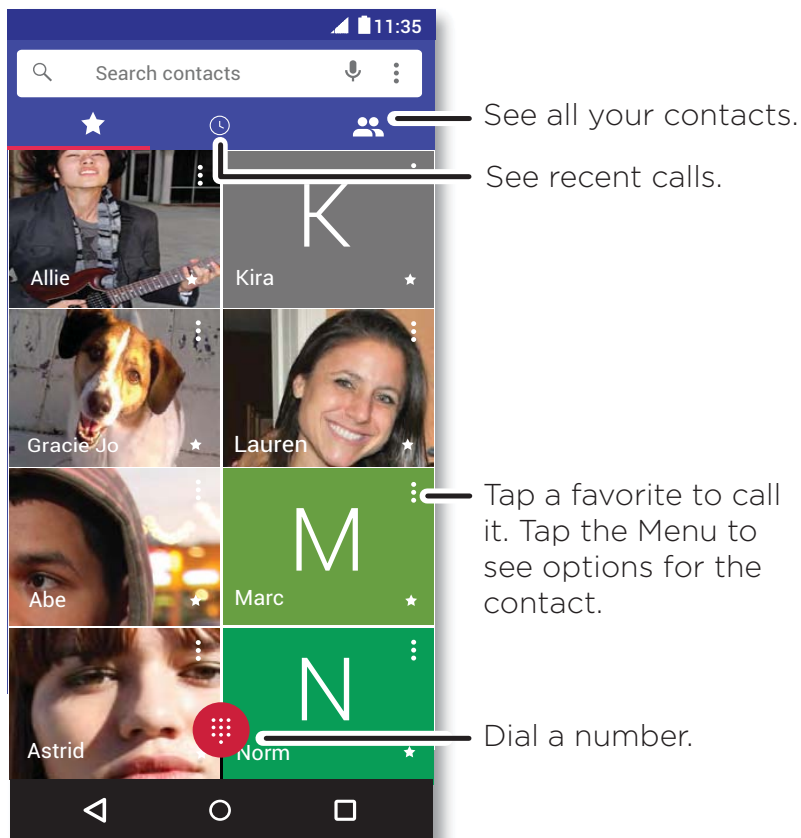 11:35
Search contacts
See all your contacts.
See recent calls.
K
Allie
Kira
Gracie Jo
Lauren
Tap a favorite to call
it. Tap the Menu to
see options for the
contact.
M
Abe
Marc
N
Astrid
Norm
Dial a number.